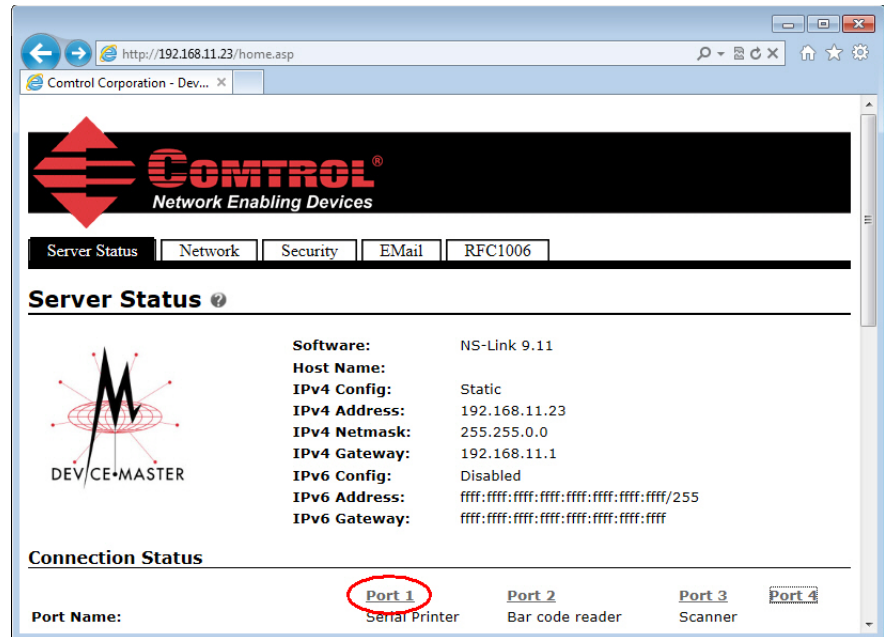 http://192.168.11.23/home.asp
Comtrol Corporation - Dev...
COMTROL®
Network Enabling Devices
Server Status Network Security EMail RFC1006
Server Status ?
DEVICE•MASTER
Software: NS-Link 9.11
Host Name:
IPv4 Config: Static
IPv4 Address: 192.168.11.23
IPv4 Netmask: 255.255.0.0
IPv4 Gateway: 192.168.11.1
IPv6 Config: Disabled
IPv6 Address: ffff:ffff:ffff:ffff:ffff:ffff:ffff:ffff/255
IPv6 Gateway: ffff:ffff:ffff:ffff:ffff:ffff:ffff:ffff
Connection Status
Port 1 Port 2 Port 3 Port 4
Port Name: Serial Printer Bar code reader Scanner